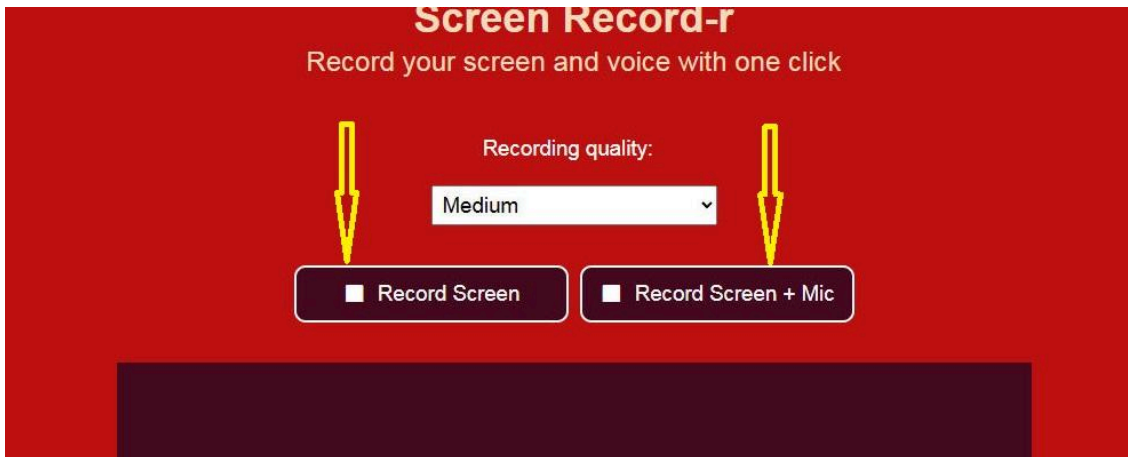 Screen Record-r
Record your screen and voice with one click
Recording quality:
Medium
Record Screen
Record Screen + Mic